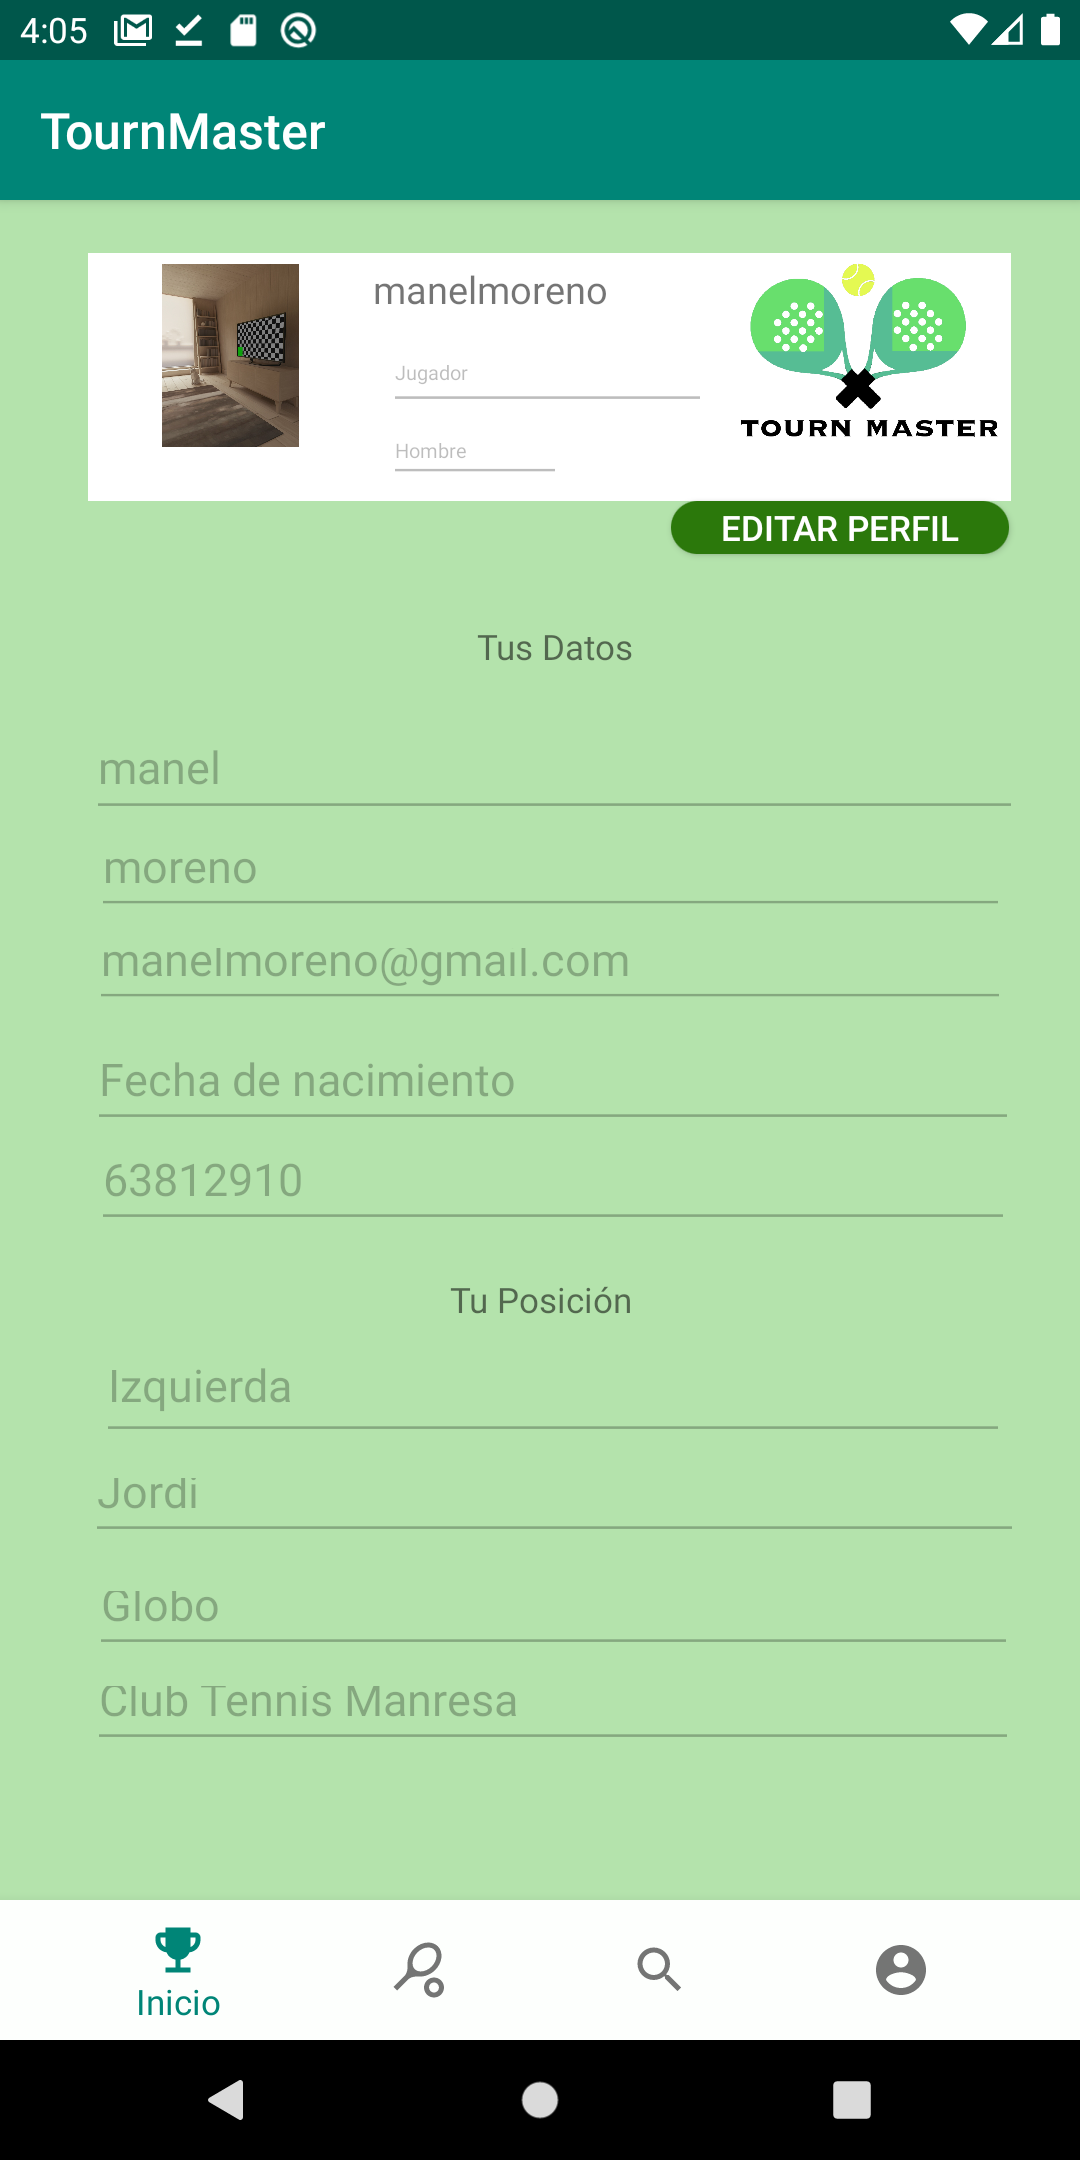 4:05
TournMaster
manelmoreno
Jugador
Hombre
TOURN MASTER
EDITAR PERFIL
Tus Datos
manel
moreno
manelmoreno@gmail.com
Fecha de nacimiento
63812910
Tu Posición
Izquierda
Jordi
Globo
Club Tennis Manresa
Inicio